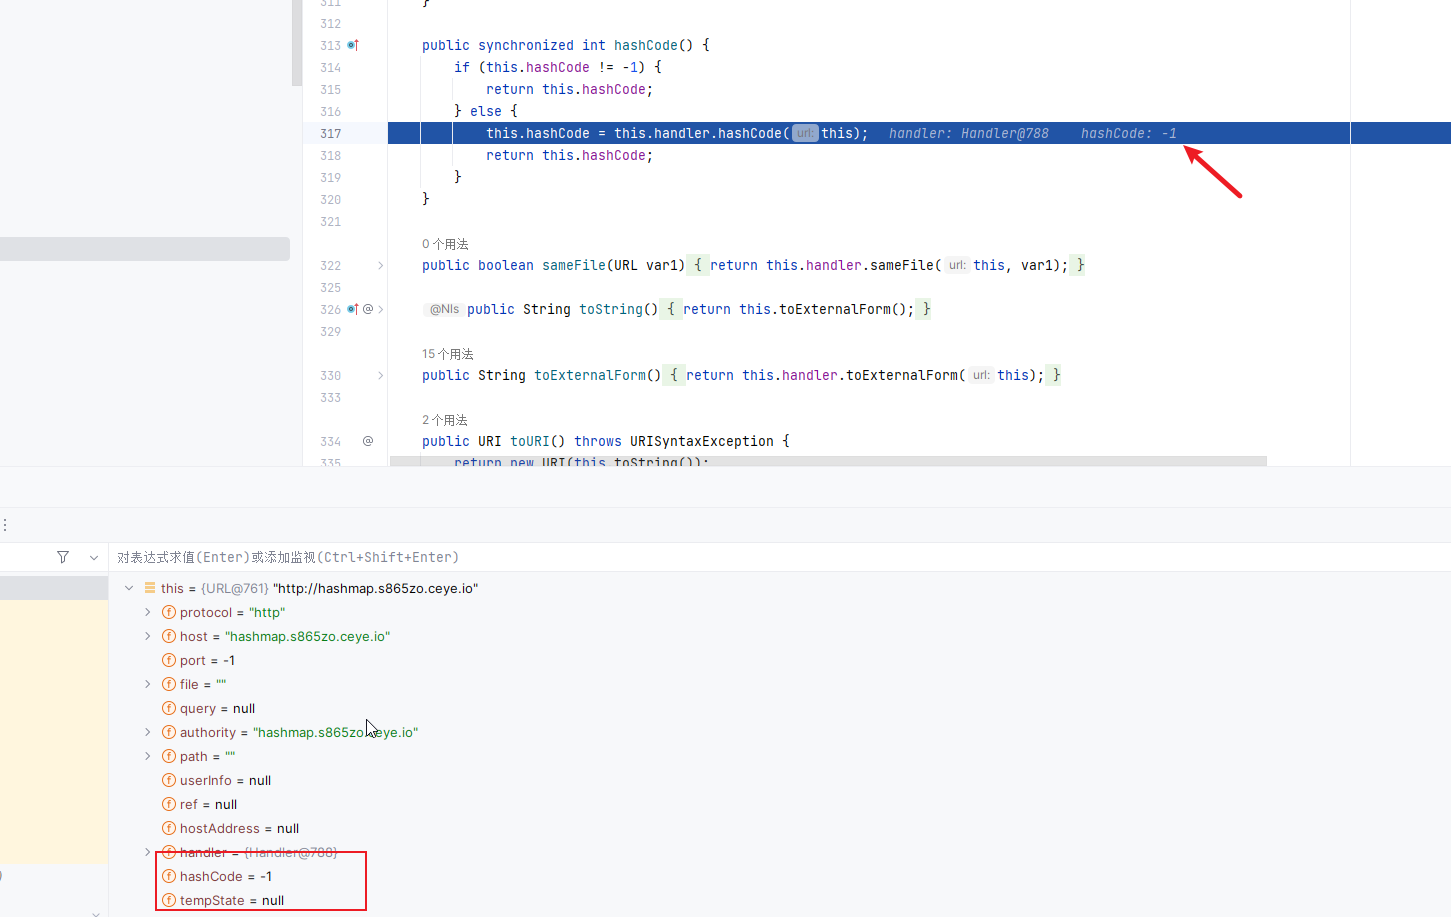 311 }
312
313 public synchronized int hashCode() {
314 if (this.hashCode != -1) {
315 return this.hashCode;
316 } else {
317 this.hashCode = this.handler.hashCode( url: this); handler: Handler@788 hashCode: -1
318 return this.hashCode;
319 }
320 }
321
0 个用法
322 public boolean sameFile(URL var1) { return this.handler.sameFile( url: this, var1); }
325
326 @ @Nls public String toString() { return this.toExternalForm(); }
329
15 个用法
330 public String toExternalForm() { return this.handler.toExternalForm( url: this); }
333
2 个用法
334 @ public URI toURI() throws URISyntaxException {
335 return new URI(this.toString());
对表达式求值(Enter)或添加监视(Ctrl+Shift+Enter)
this = {URL@761} "http://hashmap.s865zo.ceye.io"
protocol = "http"
host = "hashmap.s865zo.ceye.io"
port = -1
file = ""
query = null
authority = "hashmap.s865zo.ceye.io"
path = ""
userInfo = null
ref = null
hostAddress = null
handler = {Handler@788}
hashCode = -1
tempState = null